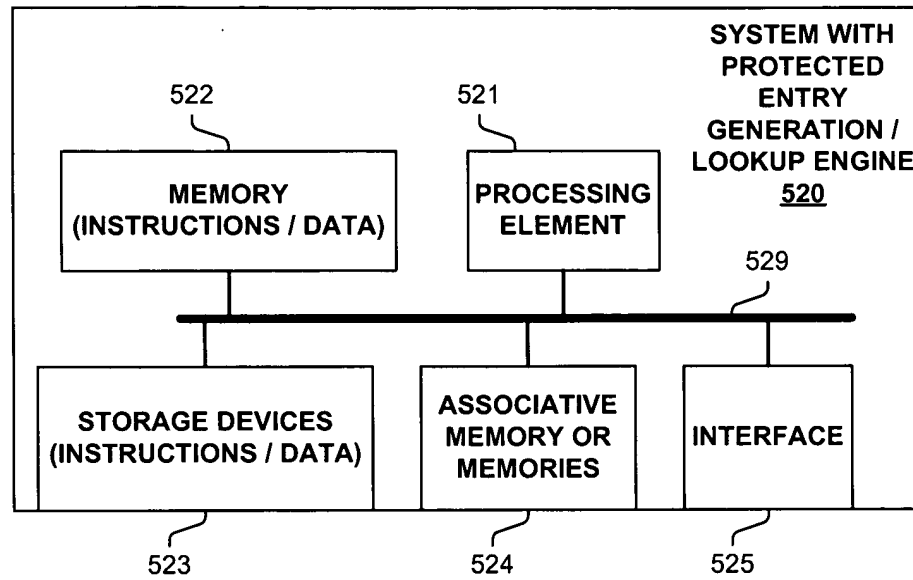 SYSTEM WITH
PROTECTED
ENTRY
GENERATION /
LOOKUP ENGINE
520
522
521
MEMORY
(INSTRUCTIONS / DATA)
PROCESSING
ELEMENT
529
STORAGE DEVICES
(INSTRUCTIONS / DATA)
ASSOCIATIVE
MEMORY OR
MEMORIES
INTERFACE
523
524
525